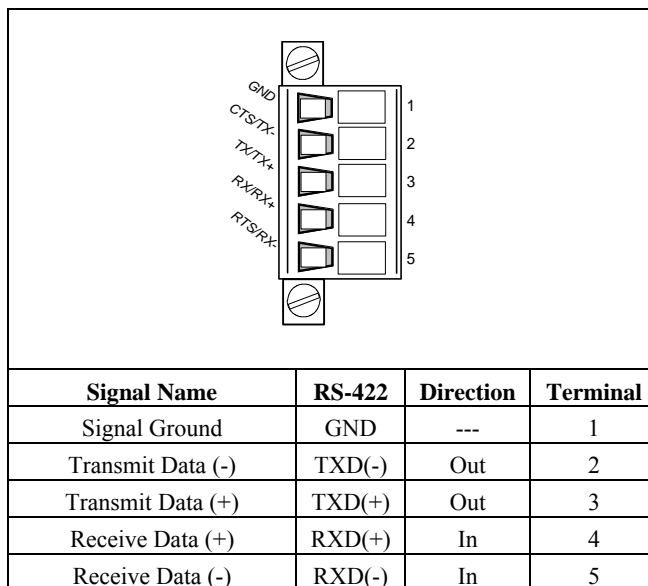 GND
1
CTS/TX-
2
TX/TX+
3
RX/RX+
4
RTS/RX-
5
Signal Name RS-422 Direction Terminal
Signal Ground GND --- 1
Transmit Data (-) TXD(-) Out 2
Transmit Data (+) TXD(+) Out 3
Receive Data (+) RXD(+) In 4
Receive Data (-) RXD(-) In 5